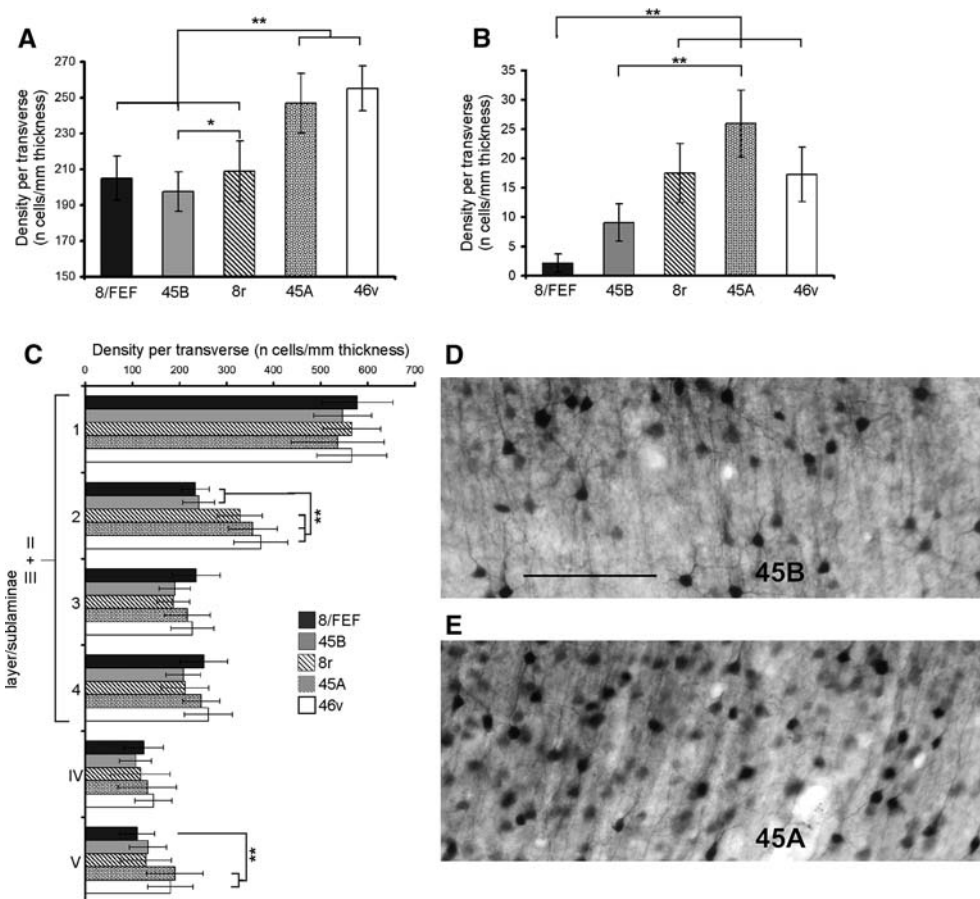 A
**
270
250
230
210
190
170
150
*
Density per transverse
(n cells/mm thickness)
8/FEF 45B 8r 45A 46v
B
**
**
35
30
25
20
15
10
5
0
Density per transverse
(n cells/mm thickness)
8/FEF 45B 8r 45A 46v
C
Density per transverse (n cells/mm thickness)
0 100 200 300 400 500 600 700
layer/sublaminae
II + III
1
2
**
3
4
IV
V
**
8/FEF
45B
8r
45A
46v
D
45B
E
45A